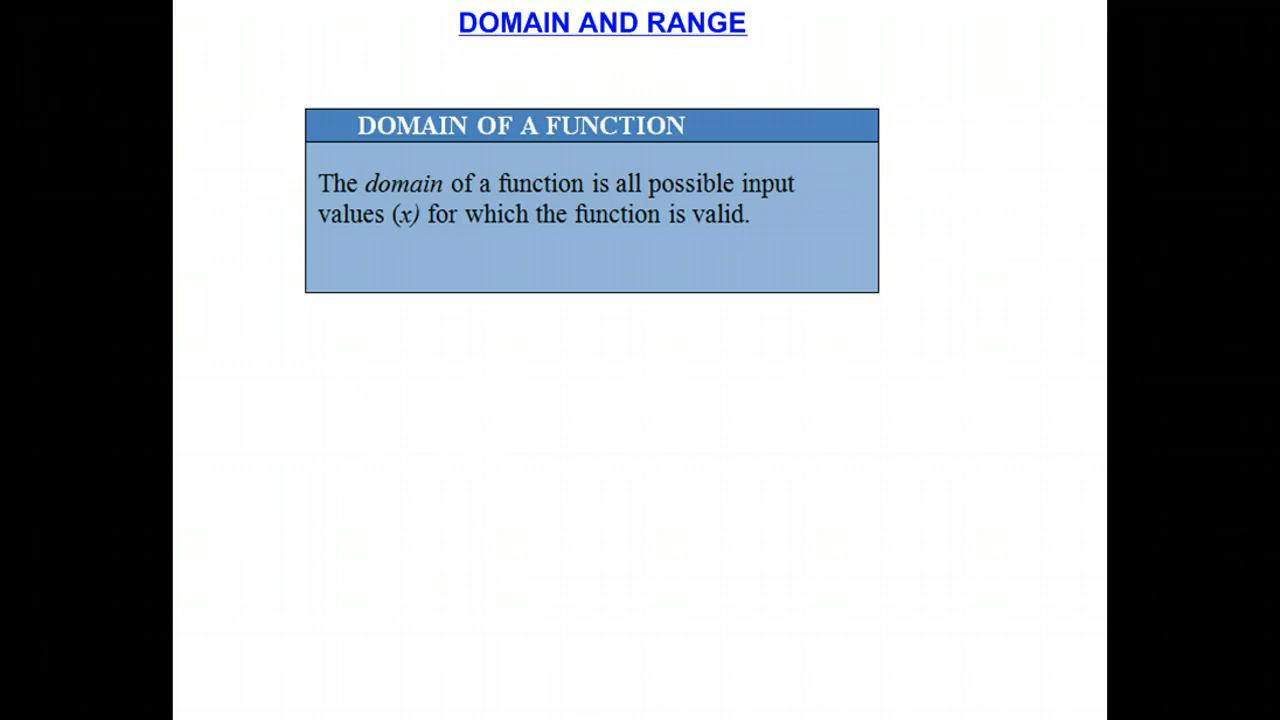 DOMAIN AND RANGE
DOMAIN OF A FUNCTION
The domain of a function is all possible input
values (x) for which the function is valid.